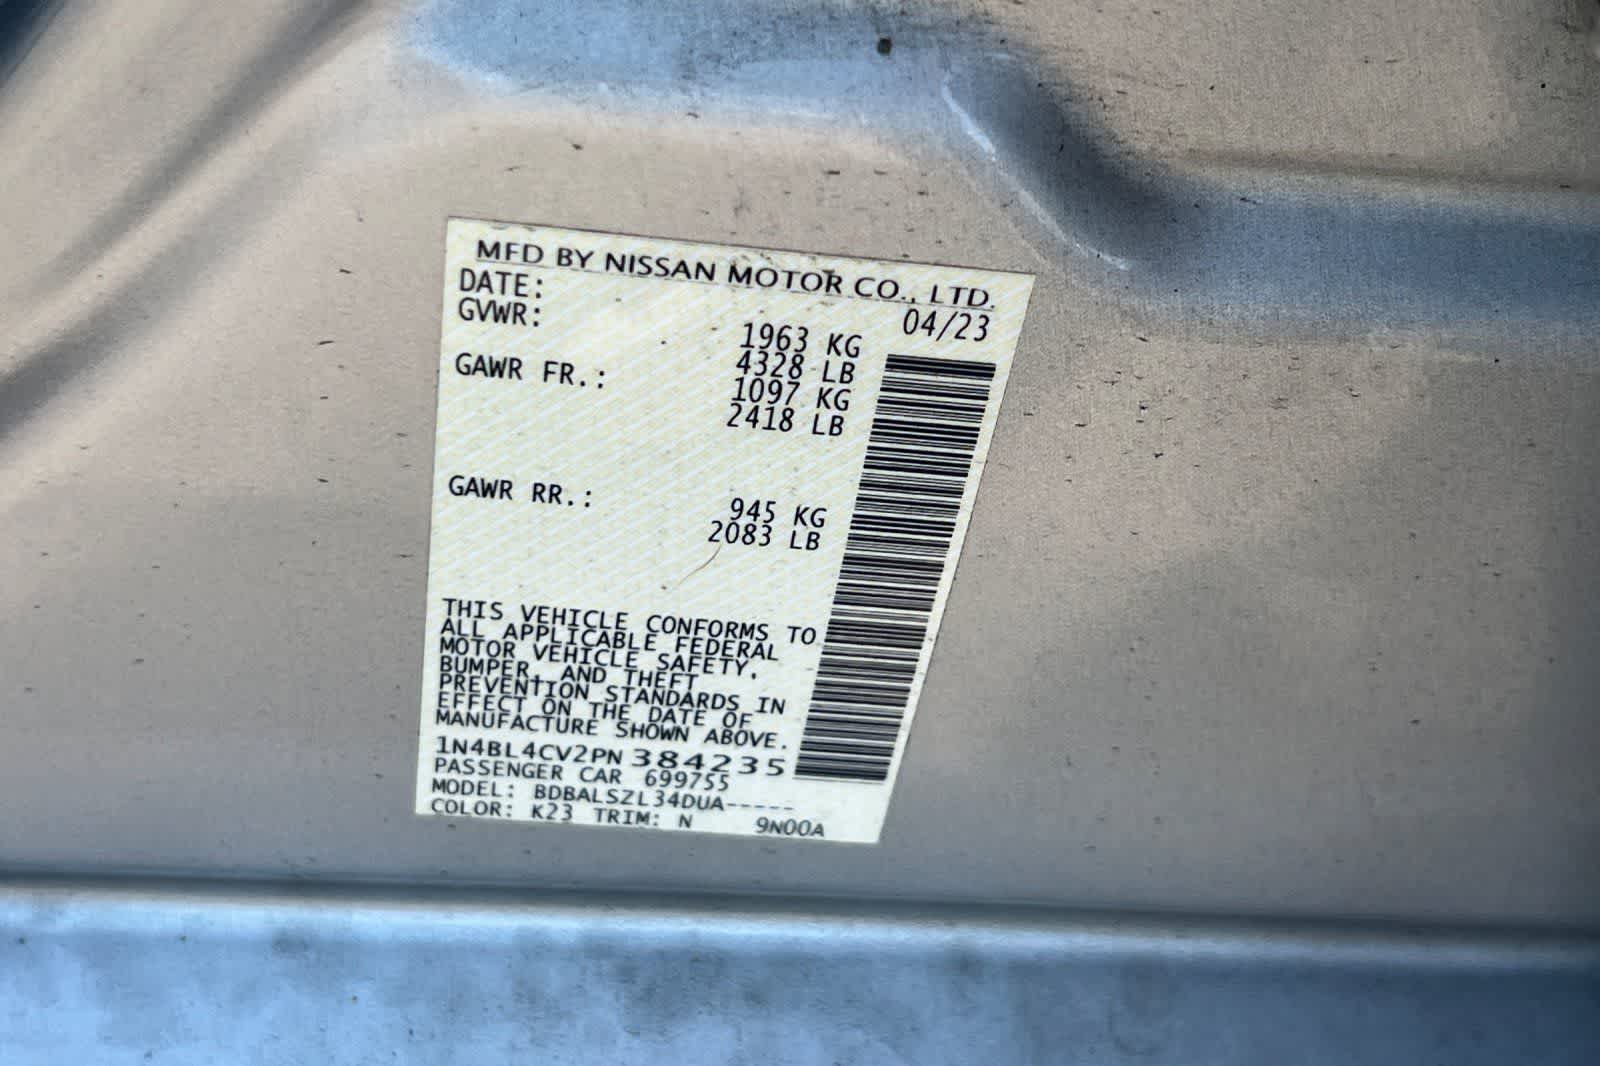 MFD BY NISSAN MOTOR CO., LTD.
DATE: 04/23
GVWR: 1963 KG
4328 LB
GAWR FR.: 1097 KG
2418 LB
GAWR RR.: 945 KG
2083 LB
THIS VEHICLE CONFORMS TO
ALL APPLICABLE FEDERAL
MOTOR VEHICLE SAFETY,
BUMPER, AND THEFT
PREVENTION STANDARDS IN
EFFECT ON THE DATE OF
MANUFACTURE SHOWN ABOVE.
1N4BL4CV2PN384235
PASSENGER CAR 699755
MODEL: BDBALSZL34DUA-----
COLOR: K23 TRIM: N 9N00A